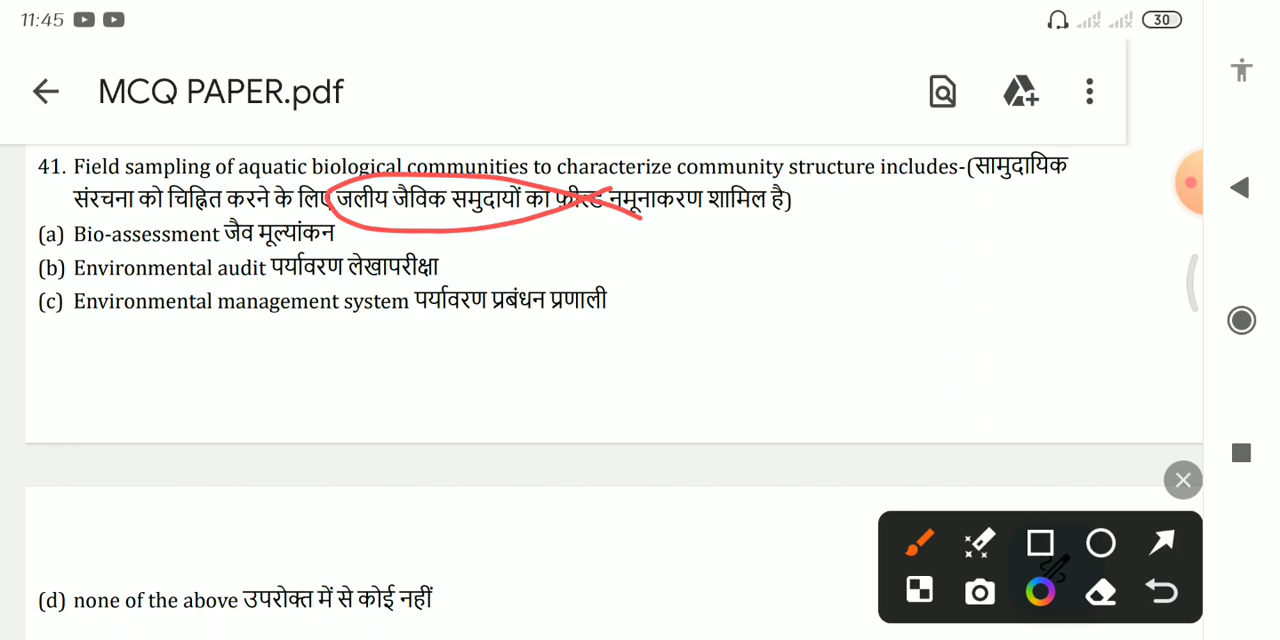 11:45
30
MCQ PAPER.pdf
41. Field sampling of aquatic biological communities to characterize community structure includes-(सामुदायिक
संरचना को चिह्नित करने के लिए जलीय जैविक समुदायों का फ़ील्ड नमूनाकरण शामिल है)
(a) Bio-assessment जैव मूल्यांकन
(b) Environmental audit पर्यावरण लेखापरीक्षा
(c) Environmental management system पर्यावरण प्रबंधन प्रणाली
(d) none of the above उपरोक्त में से कोई नहीं